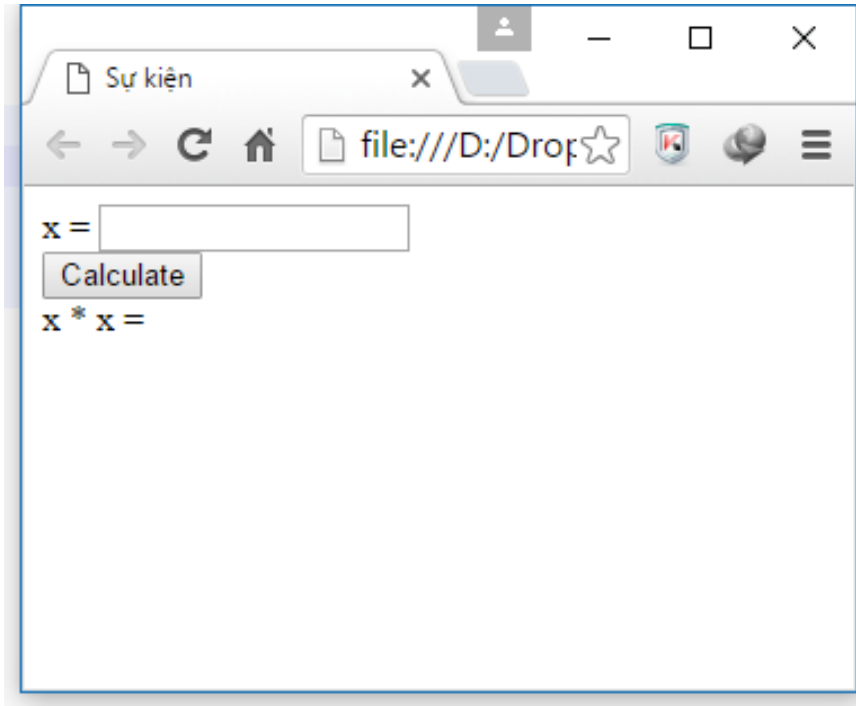 Sự kiện
file:///D:/Drop
x =
Calculate
x * x =